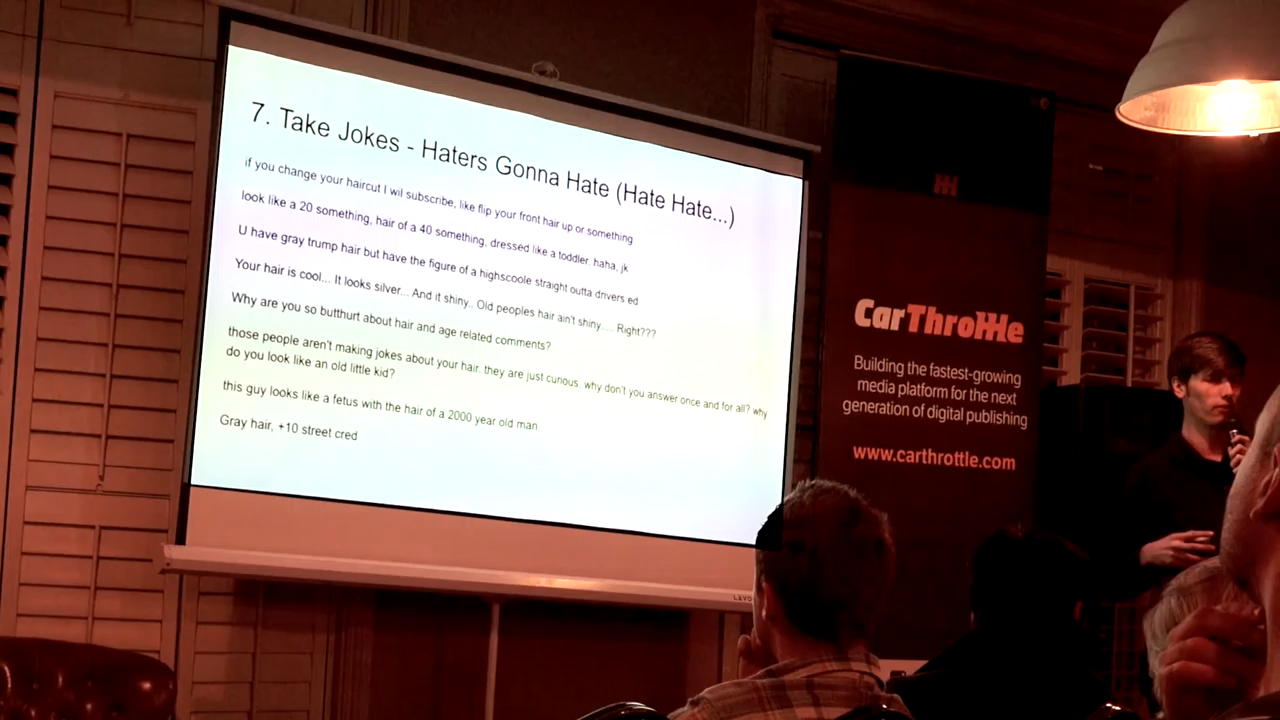 7. Take Jokes - Haters Gonna Hate (Hate Hate...)
if you change your haircut I wil subscribe, like flip your front hair up or something
look like a 20 something, hair of a 40 something, dressed like a toddler. haha, jk
U have gray trump hair but have the figure of a highscoole straight outta drivers ed
Your hair is cool... It looks silver... And it shiny.. Old peoples hair ain't shiny.... Right???
Why are you so butthurt about hair and age related comments?
those people aren't making jokes about your hair. they are just curious. why don't you answer once and for all? why
do you look like an old little kid?
this guy looks like a fetus with the hair of a 2000 year old man
Gray hair, +10 street cred
CarThrottle
Building the fastest-growing
media platform for the next
generation of digital publishing
www.carthrottle.com